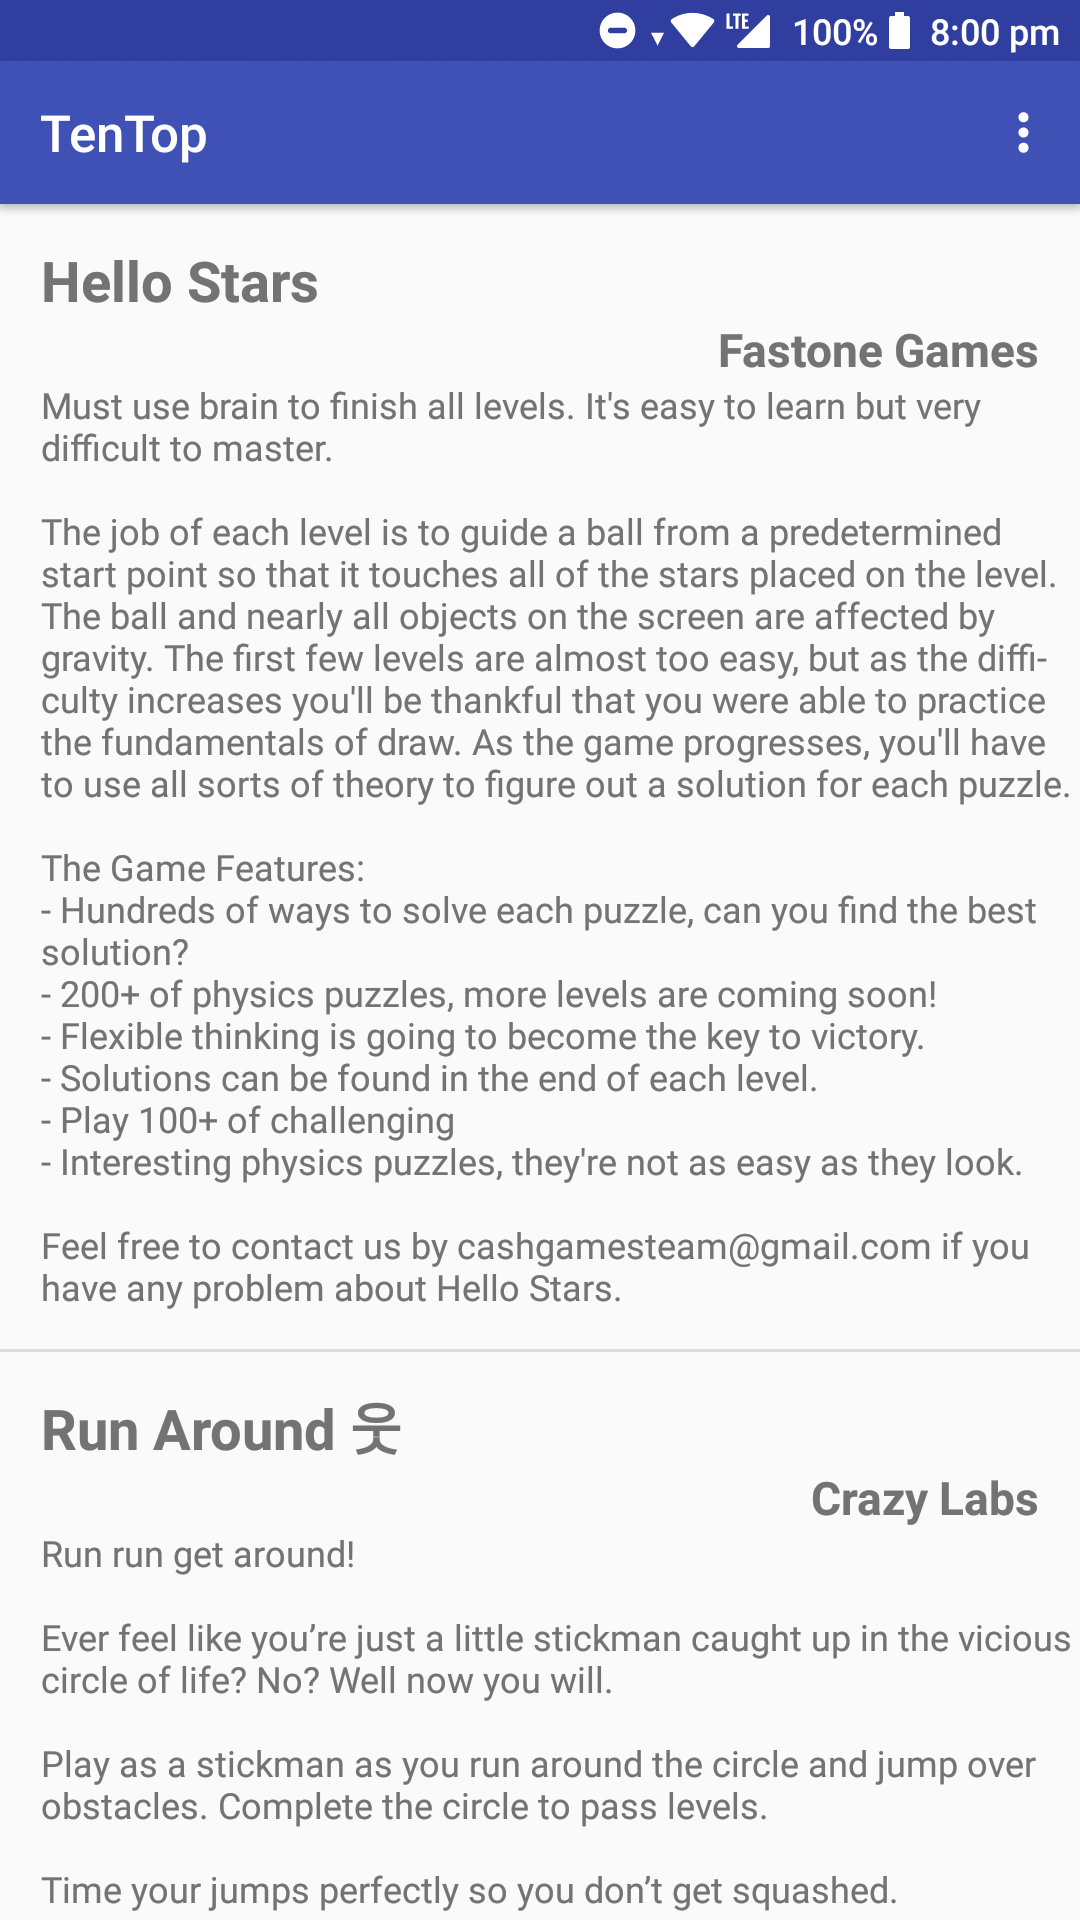 LTE 100% 8:00 pm
TenTop
Hello Stars
Fastone Games
Must use brain to finish all levels. It's easy to learn but very
difficult to master.
The job of each level is to guide a ball from a predetermined
start point so that it touches all of the stars placed on the level.
The ball and nearly all objects on the screen are affected by
gravity. The first few levels are almost too easy, but as the diffi-
culty increases you'll be thankful that you were able to practice
the fundamentals of draw. As the game progresses, you'll have
to use all sorts of theory to figure out a solution for each puzzle.
The Game Features:
- Hundreds of ways to solve each puzzle, can you find the best
solution?
- 200+ of physics puzzles, more levels are coming soon!
- Flexible thinking is going to become the key to victory.
- Solutions can be found in the end of each level.
- Play 100+ of challenging
- Interesting physics puzzles, they're not as easy as they look.
Feel free to contact us by cashgamesteam@gmail.com if you
have any problem about Hello Stars.
Run Around 웃
Crazy Labs
Run run get around!
Ever feel like you’re just a little stickman caught up in the vicious
circle of life? No? Well now you will.
Play as a stickman as you run around the circle and jump over
obstacles. Complete the circle to pass levels.
Time your jumps perfectly so you don’t get squashed.